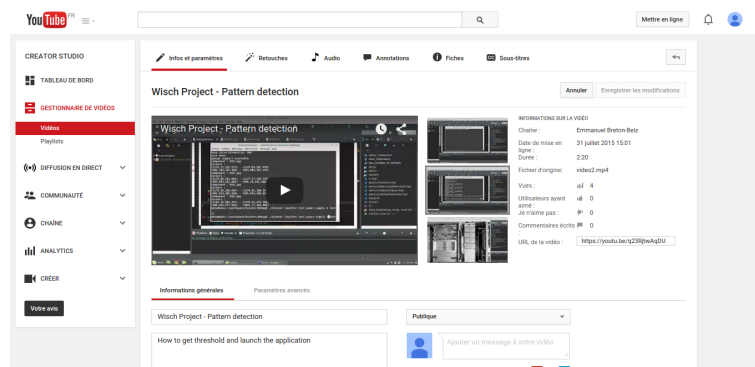 YouTube FR
Mettre en ligne
CREATOR STUDIO
TABLEAU DE BORD
GESTIONNAIRE DE VIDÉOS
Vidéos
Playlists
DIFFUSION EN DIRECT
COMMUNAUTÉ
CHAÎNE
ANALYTICS
CRÉER
Votre avis
Infos et paramètres
Retouches
Audio
Annotations
Fiches
Sous-titres
Wisch Project - Pattern detection
Annuler
Enregistrer les modifications
Wisch Project - Pattern detection
INFORMATIONS SUR LA VIDÉO
Chaîne : Emmanuel Breton-Belz
Date de mise en ligne : 31 juillet 2015 15:01
Durée : 2:20
Fichier d'origine: video2.mp4
Vues : 4
Utilisateurs ayant aimé : 0
Je n'aime pas : 0
Commentaires écrits : 0
URL de la vidéo : https://youtu.be/q23RjtwAqDU
Informations générales
Paramètres avancés
Wisch Project - Pattern detection
Publique
How to get threshold and launch the application
Ajouter un message à votre vidéo